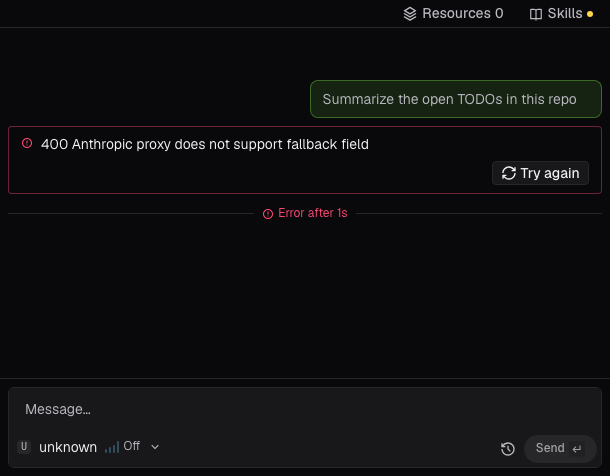 Resources 0 Skills
Summarize the open TODOs in this repo
400 Anthropic proxy does not support fallback field
Try again
Error after 1s
Message...
U unknown Off Send